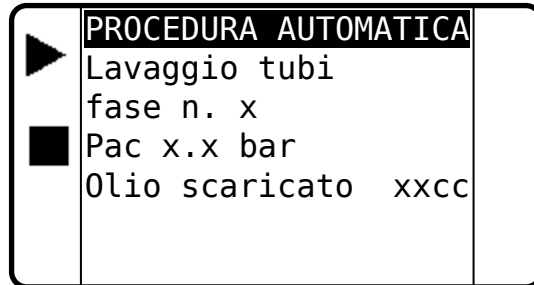 PROCEDURA AUTOMATICA
Lavaggio tubi
fase n. x
Pac x.x bar
Olio scaricato xxcc